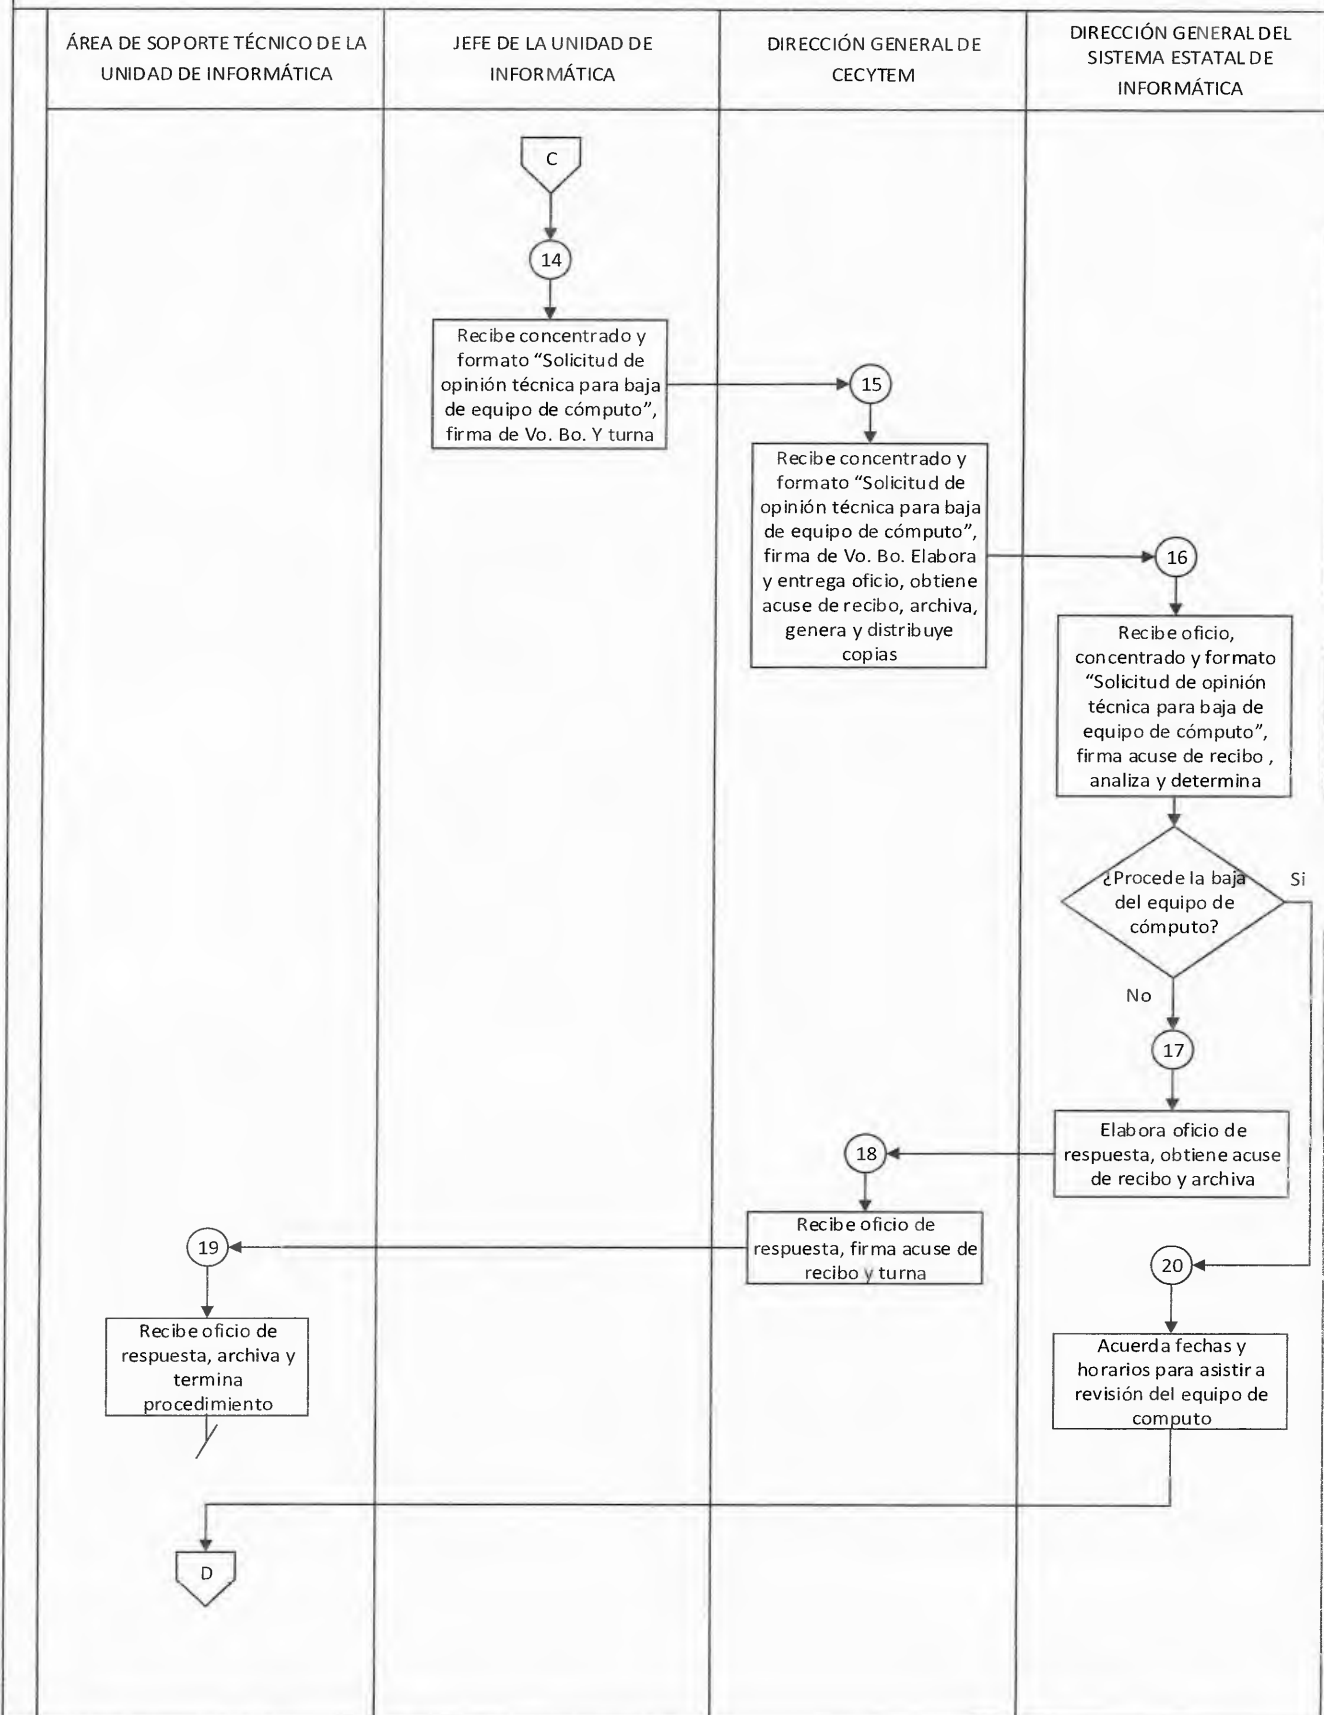 ÁREA DE SOPORTE TÉCNICO DE LA
UNIDAD DE INFORMÁTICA
JEFE DE LA UNIDAD DE
INFORMÁTICA
DIRECCIÓN GENERAL DE
CECYTEM
DIRECCIÓN GENERAL DEL
SISTEMA ESTATAL DE
INFORMÁTICA
C
14
Recibe concentrado y
formato “Solicitud de
opinión técnica para baja
de equipo de cómputo”,
firma de Vo. Bo. Y turna
15
Recibe concentrado y
formato “Solicitud de
opinión técnica para baja
de equipo de cómputo”,
firma de Vo. Bo. Elabora
y entrega oficio, obtiene
acuse de recibo, archiva,
genera y distribuye
copias
16
Recibe oficio,
concentrado y formato
“Solicitud de opinión
técnica para baja de
equipo de cómputo”,
firma acuse de recibo ,
analiza y determina
¿Procede la baja
del equipo de
cómputo?
Si
No
17
Elabora oficio de
respuesta, obtiene acuse
de recibo y archiva
18
Recibe oficio de
respuesta, firma acuse de
recibo y turna
19
Recibe oficio de
respuesta, archiva y
termina
procedimiento
20
Acuerda fechas y
horarios para asistir a
revisión del equipo de
computo
D